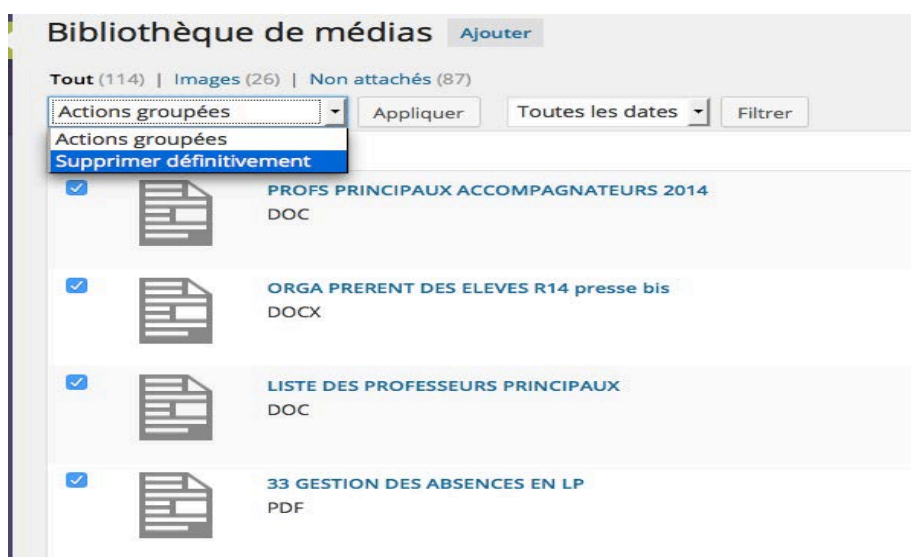 Bibliothèque de médias Ajouter
Tout (114) | Images (26) | Non attachés (87)
Actions groupées Appliquer Toutes les dates Filtrer
Actions groupées
Supprimer définitivement
PROFS PRINCIPAUX ACCOMPAGNATEURS 2014
DOC
ORGA PRERENT DES ELEVES R14 presse bis
DOCX
LISTE DES PROFESSEURS PRINCIPAUX
DOC
33 GESTION DES ABSENCES EN LP
PDF